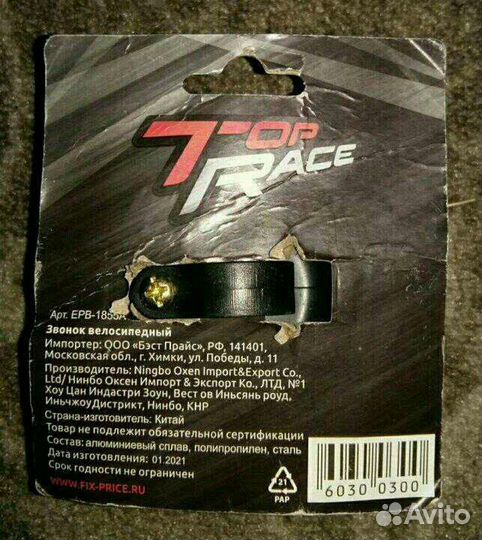 TOP
RACE
Арт. EPB-1855A
Звонок велосипедный
Импортер: ООО «Бэст Прайс», РФ, 141401,
Московская обл., г. Химки, ул. Победы, д. 11
Производитель: Ningbo Oxen Import&Export Co.,
Ltd/ Нинбо Оксен Импорт & Экспорт Ко., ЛТД, №1
Хоу Цан Индастри Зоун, Вест ов Иньсянь роуд,
ИньчжоуДистрикт, Нинбо, КНР
Страна-изготовитель: Китай
Товар не подлежит обязательной сертификации
Состав: алюминиевый сплав, полипропилен, сталь
Дата изготовления: 01.2021
Срок годности не ограничен
WWW.FIX-PRICE.RU
21
PAP
6030 0300
Avito